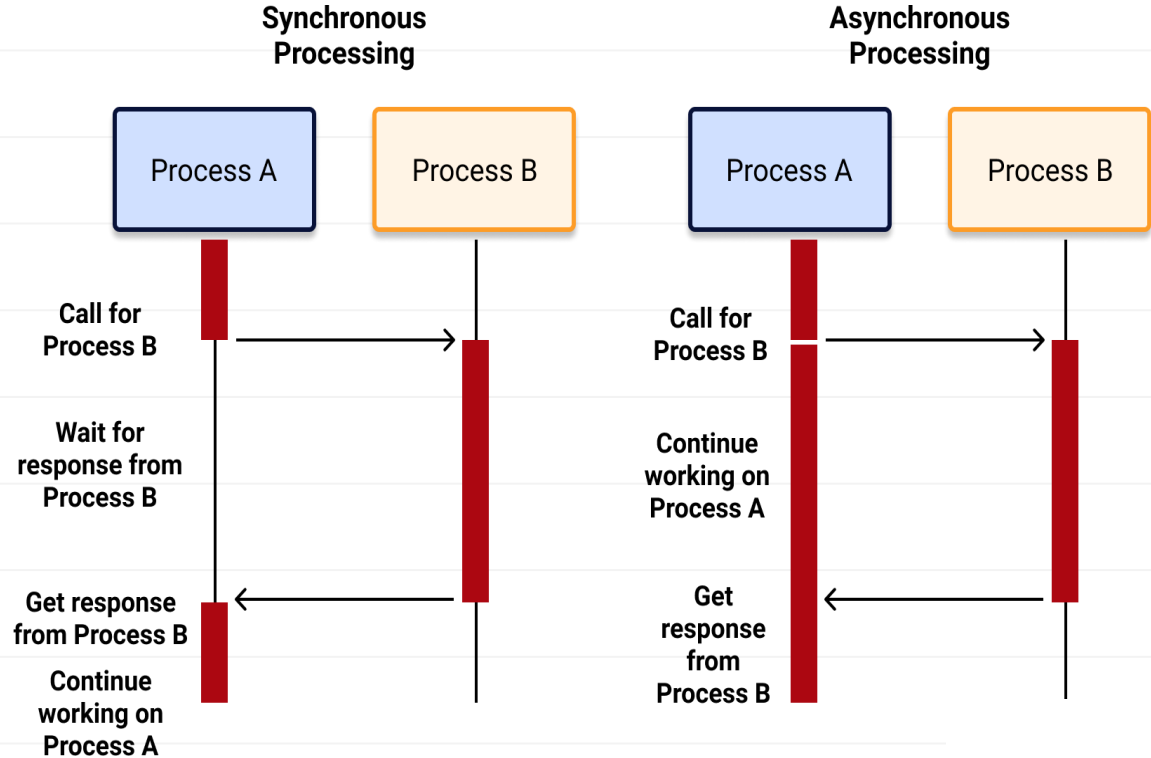 Synchronous
Processing
Process A
Process B
Call for
Process B
Wait for
response from
Process B
Get response
from Process B
Continue
working on
Process A
Asynchronous
Processing
Process A
Process B
Call for
Process B
Continue
working on
Process A
Get
response
from
Process B